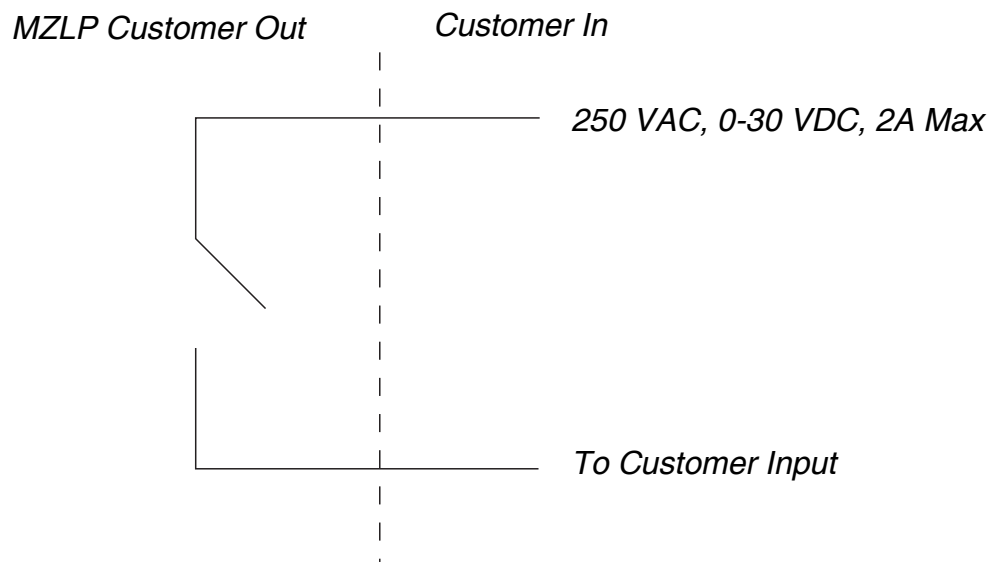 MZLP Customer Out
Customer In
250 VAC, 0-30 VDC, 2A Max
To Customer Input